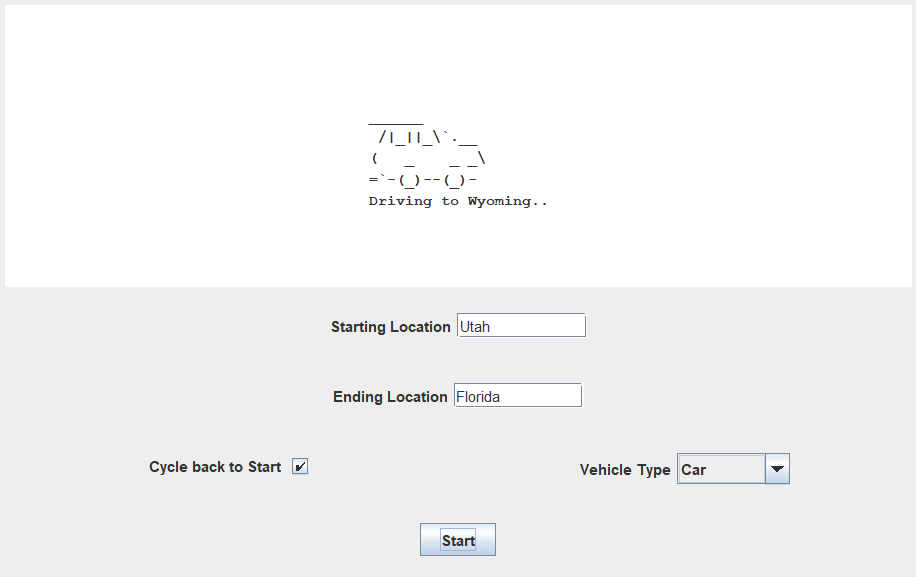 ______
 /|_||_\`.__
(   _    _ _\
=`-(_)--(_)-
Driving to Wyoming..
Starting Location Utah
Ending Location Florida
Cycle back to Start Vehicle Type Car
Start